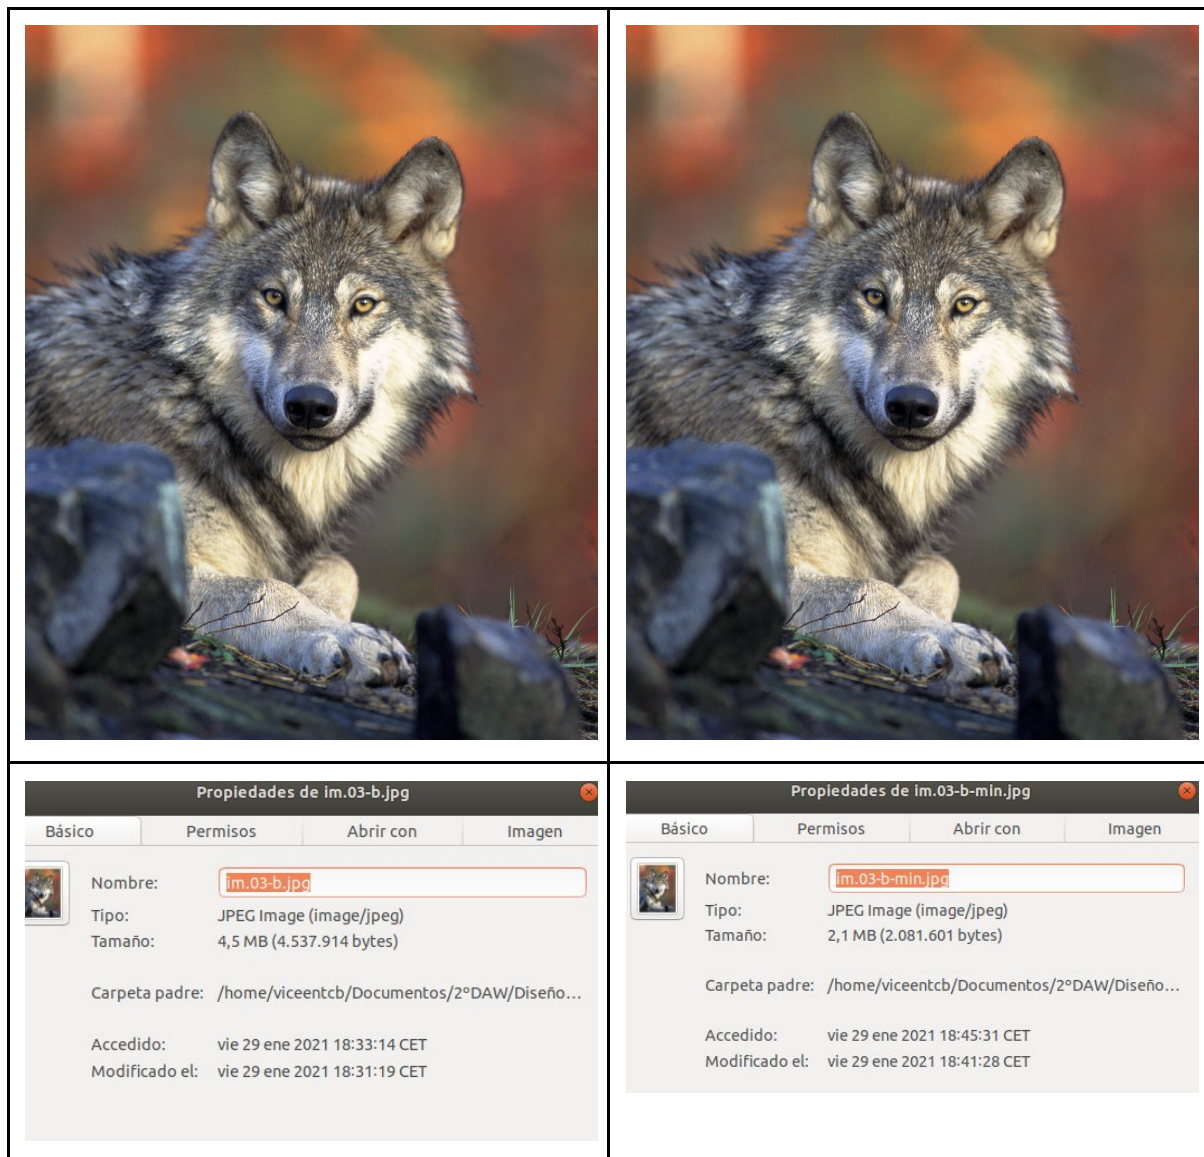 Propiedades de im.03-b.jpg
Básico Permisos Abrir con Imagen
Nombre: im.03-b.jpg
Tipo: JPEG Image (image/jpeg)
Tamaño: 4,5 MB (4.537.914 bytes)
Carpeta padre: /home/viceentcb/Documentos/2ºDAW/Diseño...
Accedido: vie 29 ene 2021 18:33:14 CET
Modificado el: vie 29 ene 2021 18:31:19 CET
Propiedades de im.03-b-min.jpg
Básico Permisos Abrir con Imagen
Nombre: im.03-b-min.jpg
Tipo: JPEG Image (image/jpeg)
Tamaño: 2,1 MB (2.081.601 bytes)
Carpeta padre: /home/viceentcb/Documentos/2ºDAW/Diseño...
Accedido: vie 29 ene 2021 18:45:31 CET
Modificado el: vie 29 ene 2021 18:41:28 CET